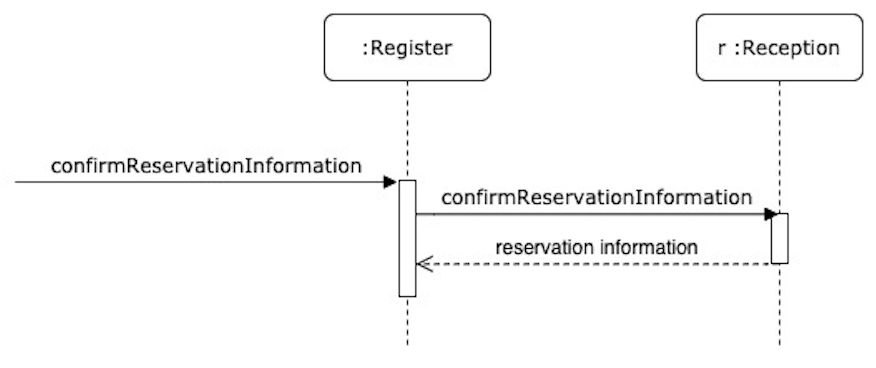 :Register
r :Reception
confirmReservationInformation
confirmReservationInformation
reservation information